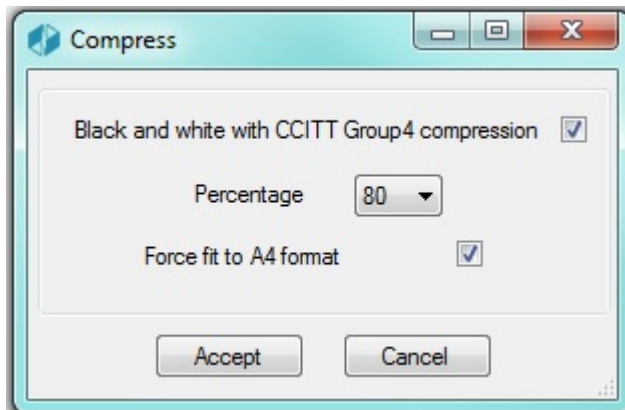 Compress
Black and white with CCITT Group4 compression
Percentage 80
Force fit to A4 format
Accept Cancel